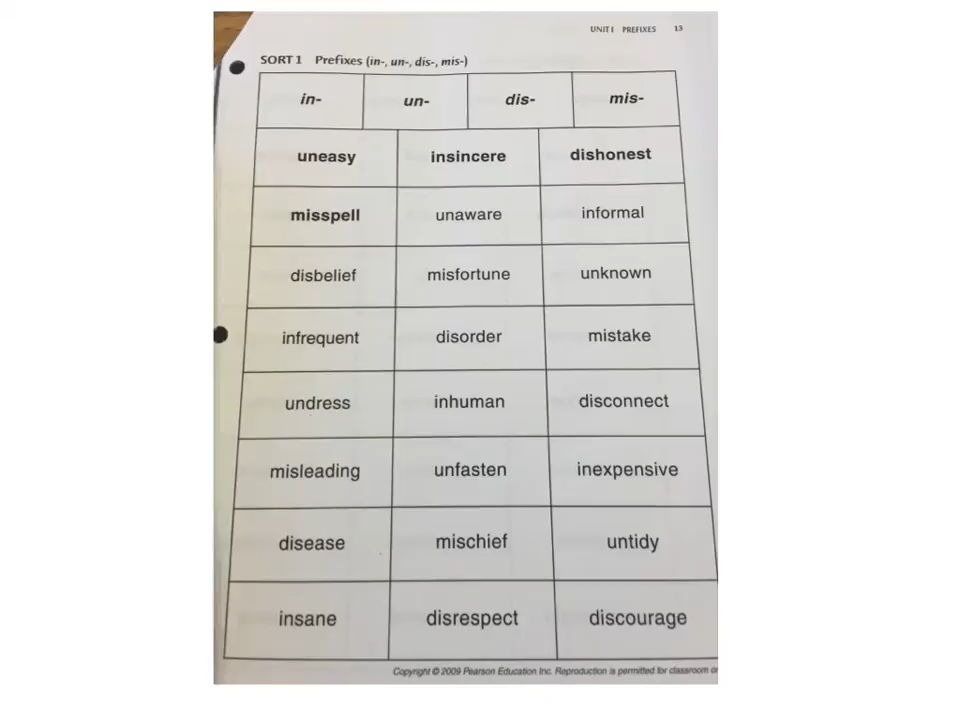 UNIT I PREFIXES 13
SORT 1 Prefixes (in-, un-, dis-, mis-)
in- un- dis- mis-
uneasy insincere dishonest
misspell unaware informal
disbelief misfortune unknown
infrequent disorder mistake
undress inhuman disconnect
misleading unfasten inexpensive
disease mischief untidy
insane disrespect discourage
Copyright © 2009 Pearson Education Inc. Reproduction is permitted for classroom